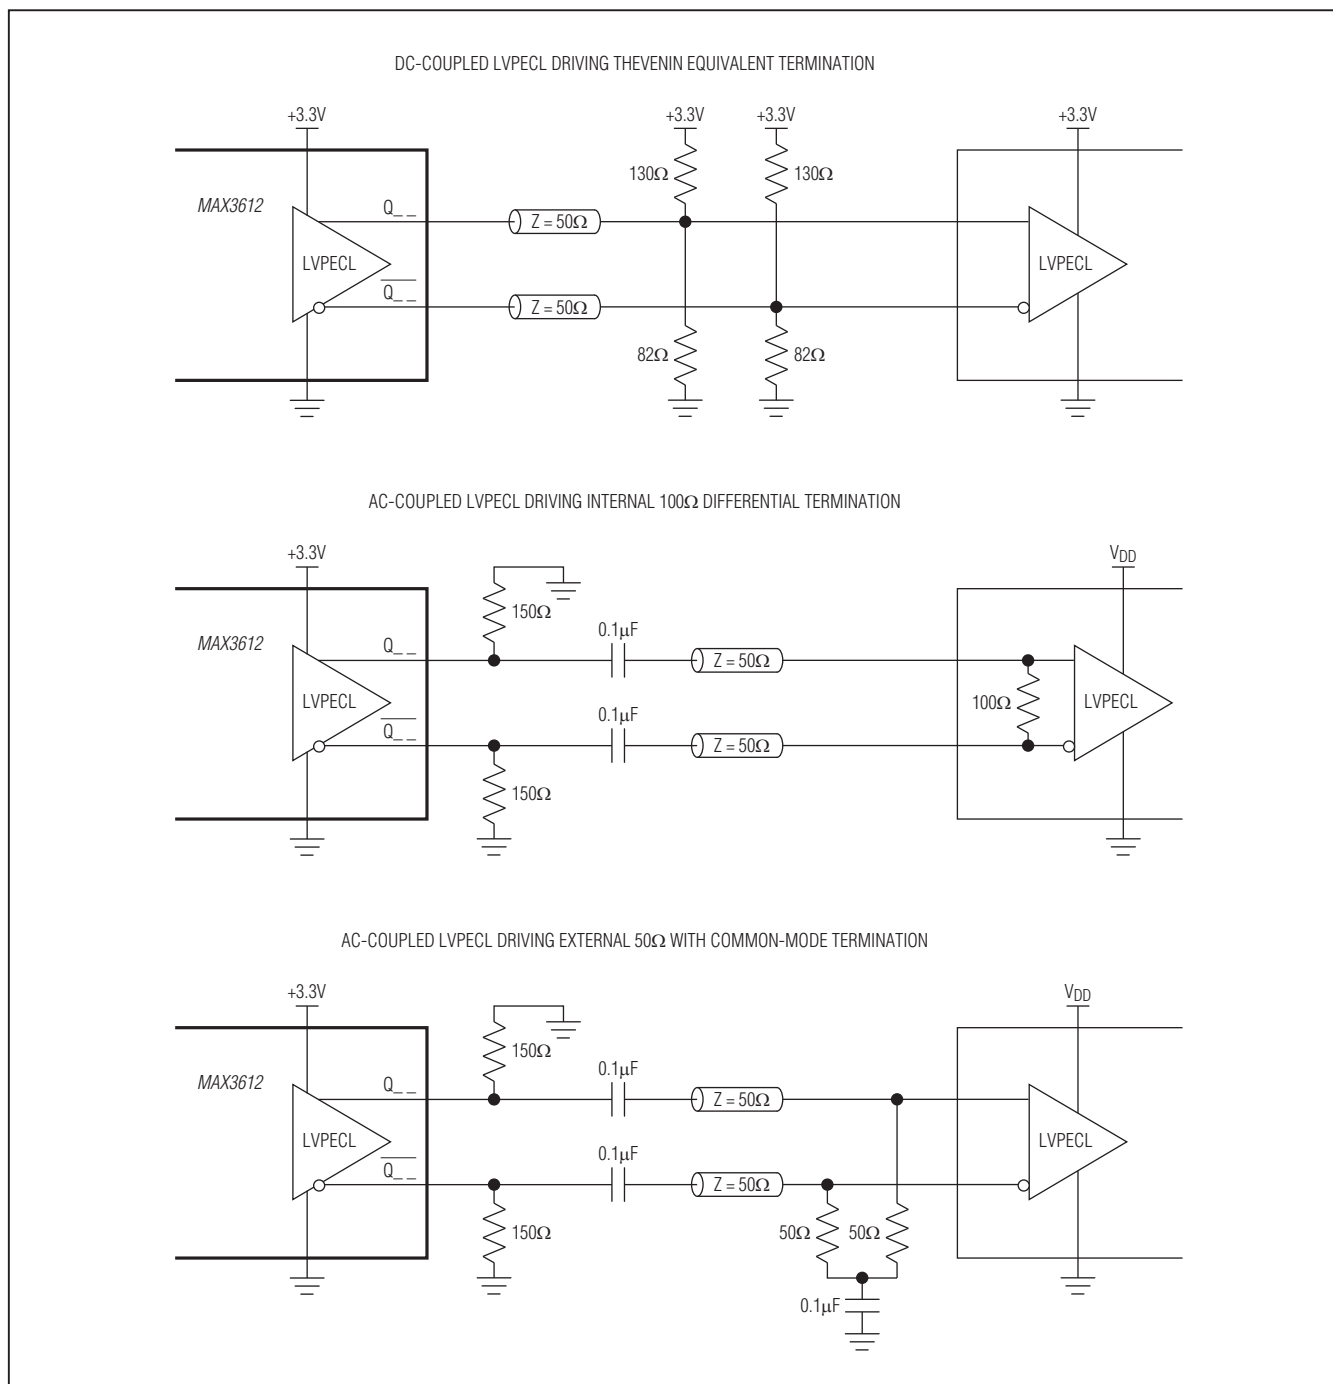 DC-COUPLED LVPECL DRIVING THEVENIN EQUIVALENT TERMINATION
+3.3V +3.3V +3.3V +3.3V
130Ω 130Ω
MAX3612 Q_ _ Z = 50Ω
LVPECL LVPECL
Q_ _ Z = 50Ω
82Ω 82Ω
AC-COUPLED LVPECL DRIVING INTERNAL 100Ω DIFFERENTIAL TERMINATION
+3.3V VDD
150Ω
0.1µF
MAX3612 Q_ _ Z = 50Ω
LVPECL 100Ω LVPECL
0.1µF
Q_ _ Z = 50Ω
150Ω
AC-COUPLED LVPECL DRIVING EXTERNAL 50Ω WITH COMMON-MODE TERMINATION
+3.3V VDD
150Ω
0.1µF
MAX3612 Q_ _ Z = 50Ω
LVPECL LVPECL
0.1µF
Q_ _ Z = 50Ω
150Ω 50Ω 50Ω
0.1µF